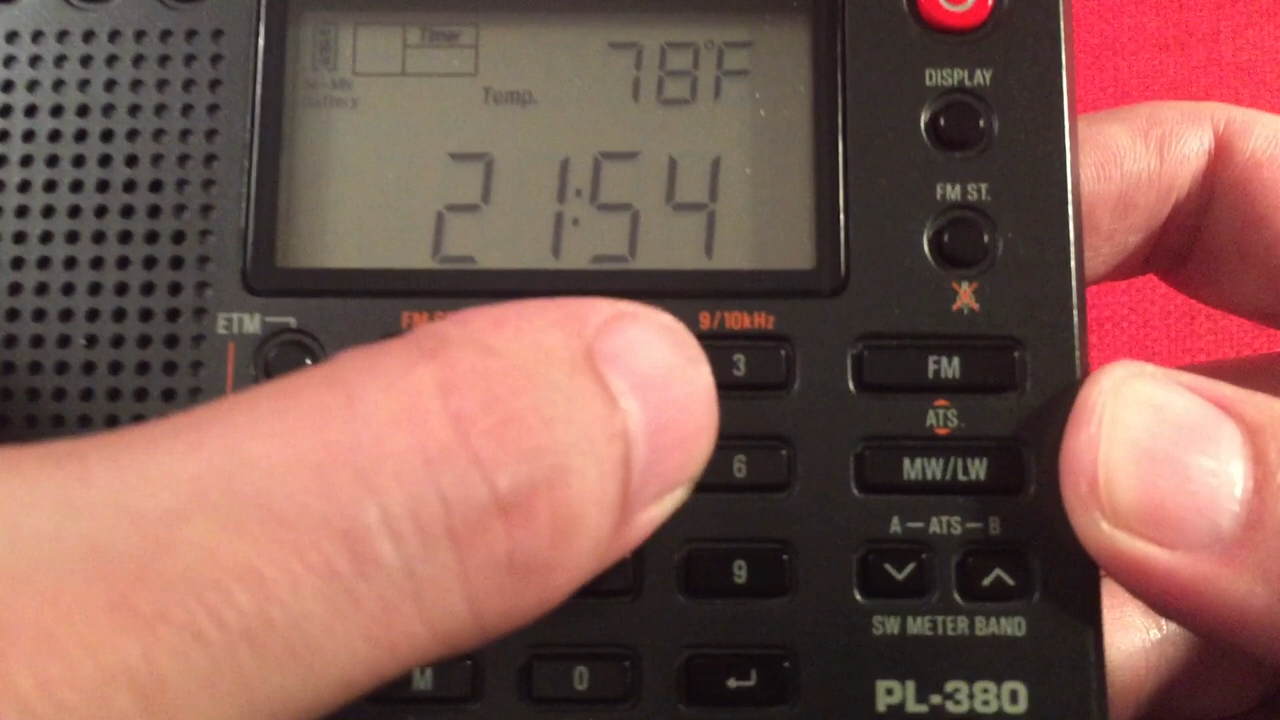 Timer
78°F
Temp.
Battery
21:54
DISPLAY
FM ST.
ETM
9/10kHz
3
FM
ATS.
6
MW/LW
A—ATS—B
9
SW METER BAND
M
0
PL-380